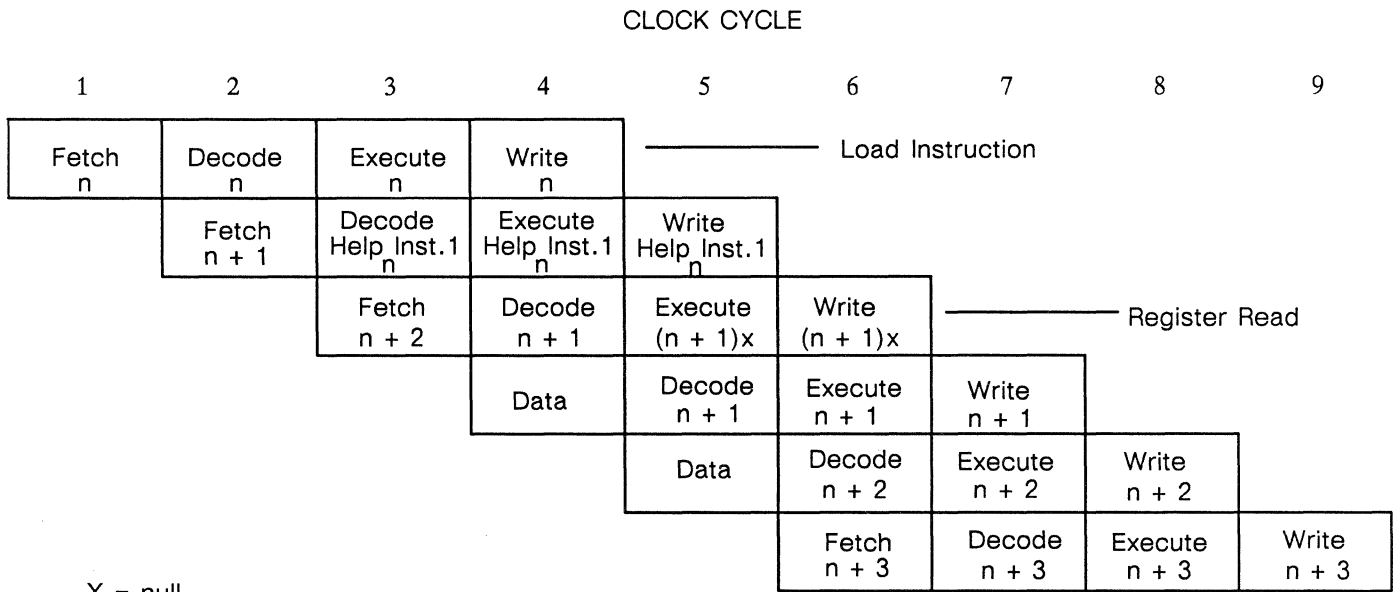 CLOCK CYCLE
1 2 3 4 5 6 7 8 9
Fetch
n
Decode
n
Execute
n
Write
n
Load Instruction
Fetch
n + 1
Decode
Help Inst.1
n
Execute
Help Inst.1
n
Write
Help Inst.1
n
Fetch
n + 2
Decode
n + 1
Execute
(n + 1)x
Write
(n + 1)x
Register Read
Data
Decode
n + 1
Execute
n + 1
Write
n + 1
Data
Decode
n + 2
Execute
n + 2
Write
n + 2
Fetch
n + 3
Decode
n + 3
Execute
n + 3
Write
n + 3
X = null